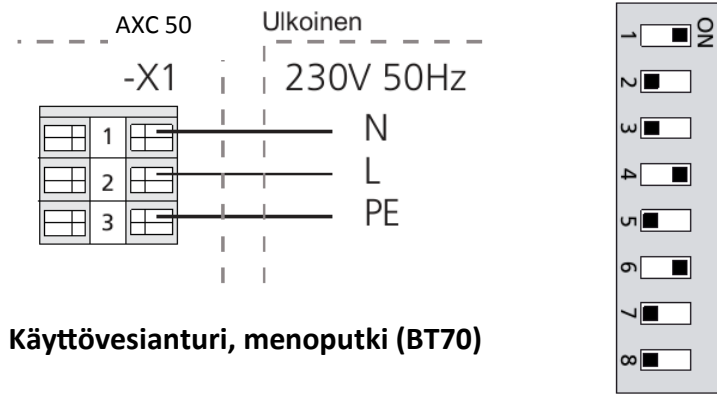 AXC 50
Ulkoinen
-X1
230V 50Hz
1
N
2
L
3
PE
Käyttövesianturi, menoputki (BT70)
ON
1
2
3
4
5
6
7
8